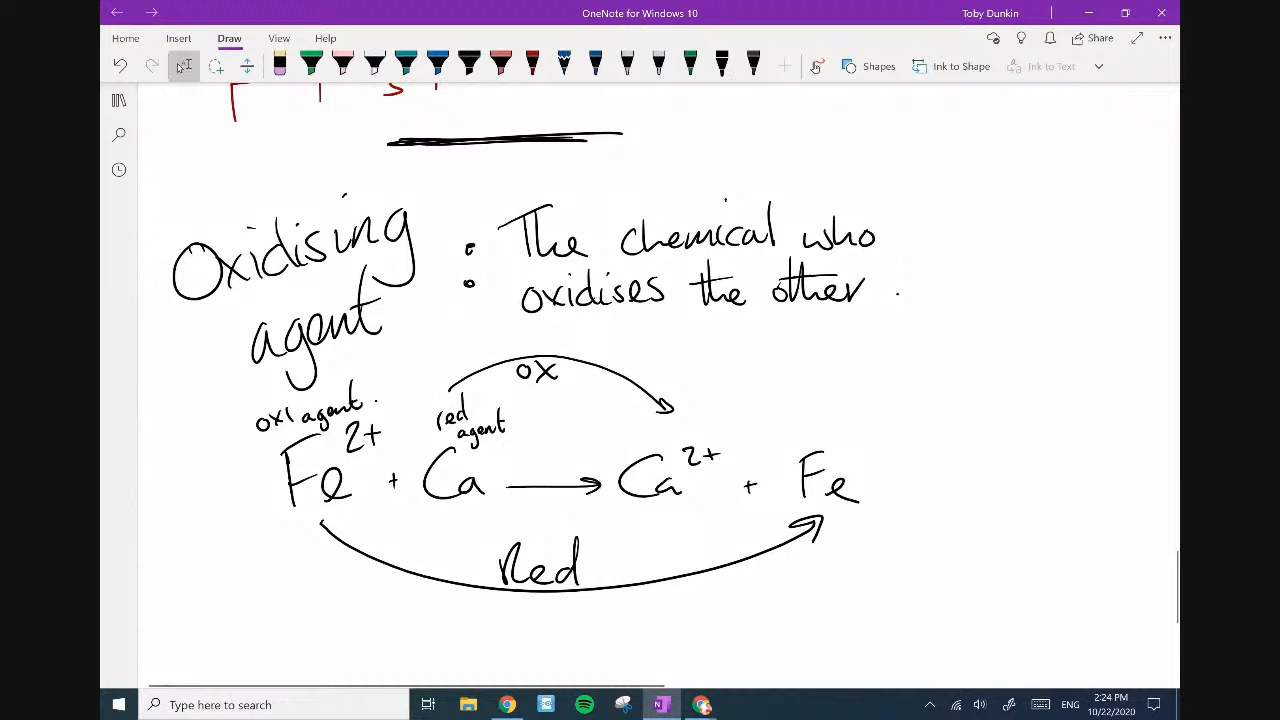 OneNote for Windows 10
Toby Dunkin
Home Insert Draw View Help
Share
Shapes
Ink to Shape
Ink to Text
Oxidising
agent
: The chemical who
oxidises the other.
ox
oxi agent.
red
agent
Fe2+ + Ca → Ca2+ + Fe
Red
Type here to search
ENG
2:24 PM
10/22/2020